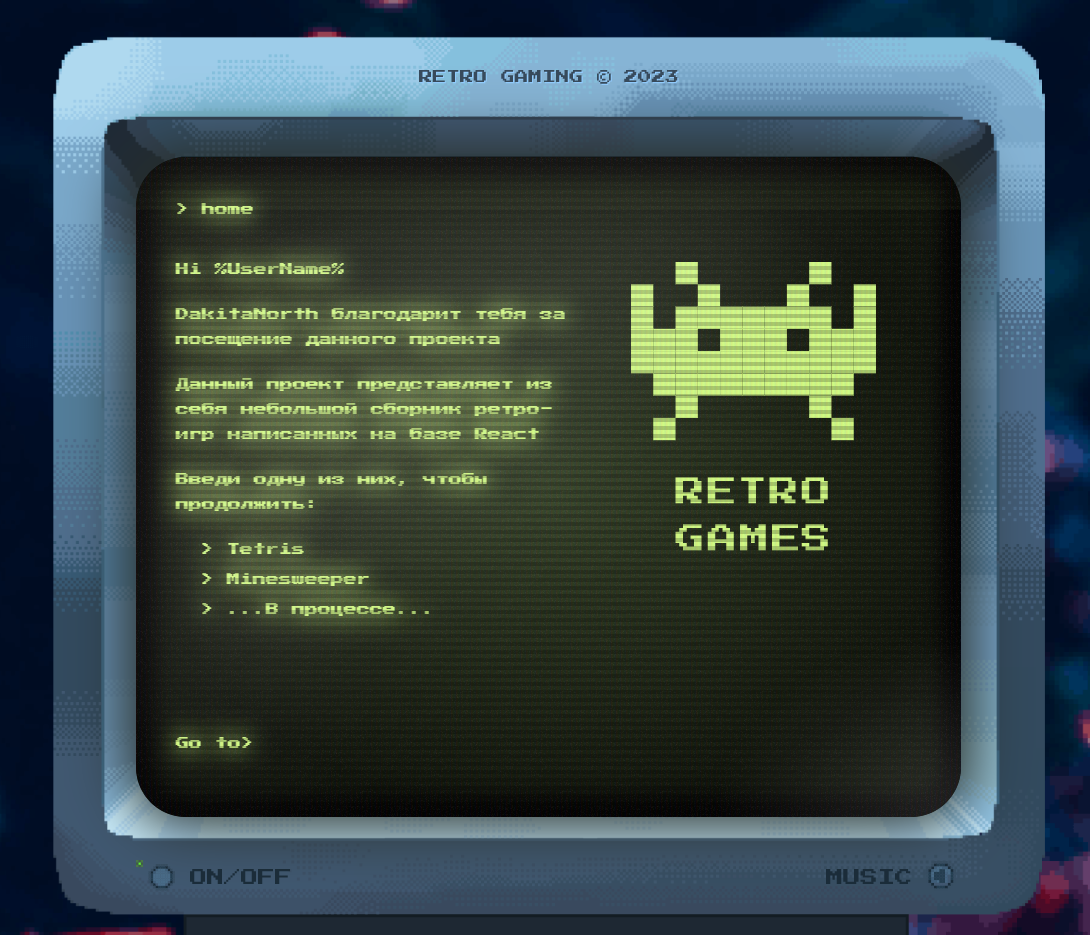 RETRO GAMING © 2023
> home
Hi %UserName%
DakitaNorth благодарит тебя за
посещение данного проекта
Данный проект представляет из
себя небольшой сборник ретро-
игр написанных на базе React
Введи одну из них, чтобы
продолжить:
> Tetris
> Minesweeper
> ...В процессе...
Go to>
RETRO
GAMES
ON/OFF
MUSIC